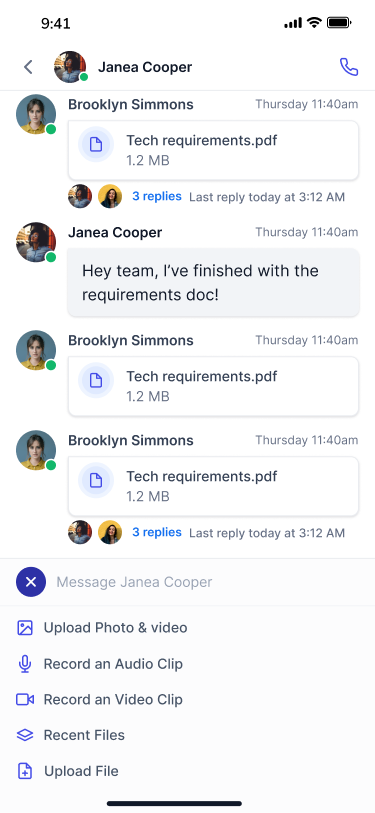 9:41
Janea Cooper
Brooklyn Simmons Thursday 11:40am
Tech requirements.pdf
1.2 MB
3 replies Last reply today at 3:12 AM
Janea Cooper Thursday 11:40am
Hey team, I’ve finished with the
requirements doc!
Brooklyn Simmons Thursday 11:40am
Tech requirements.pdf
1.2 MB
Brooklyn Simmons Thursday 11:40am
Tech requirements.pdf
1.2 MB
3 replies Last reply today at 3:12 AM
Message Janea Cooper
Upload Photo & video
Record an Audio Clip
Record an Video Clip
Recent Files
Upload File